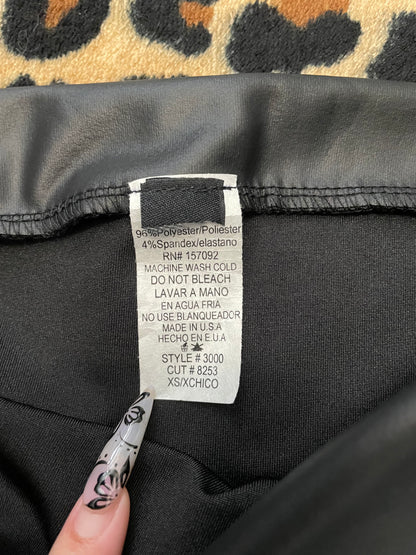 96% Polyester/Poliester
4%Spandex/elastano
RN# 157092
MACHINE WASH COLD
DO NOT BLEACH
LAVAR A MANO
EN AGUA FRIA
NO USE BLANQUEADOR
MADE IN U.S.A
HECHO EN E.U.A
STYLE # 3000
CUT # 8253
XS/XCHICO